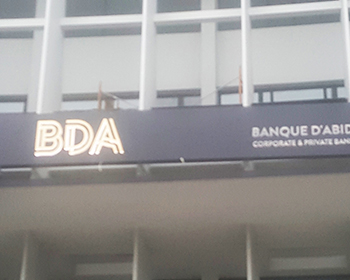 BDA
BANQUE D'ABID
CORPORATE & PRIVATE BAN